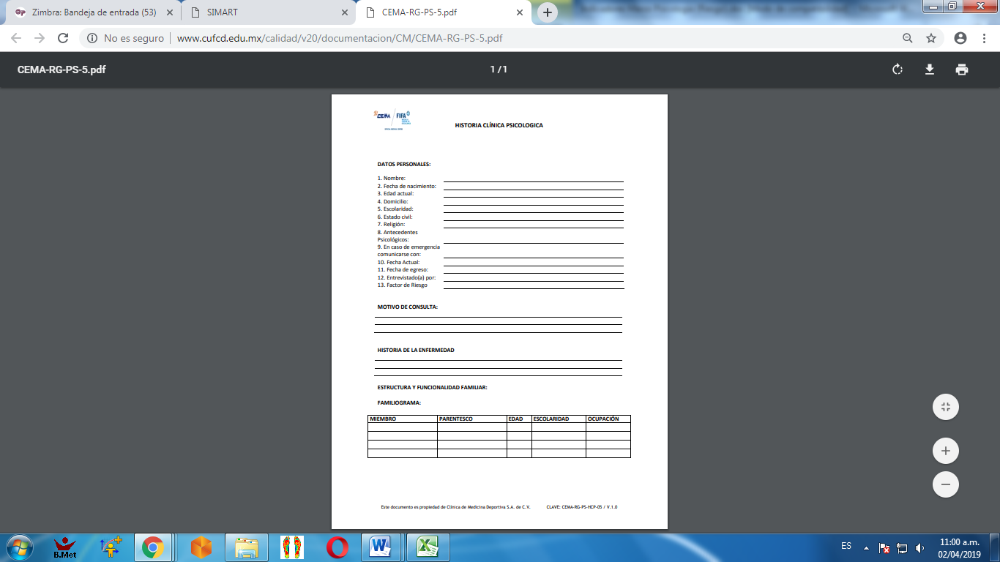 Zimbra: Bandeja de entrada (53)
SIMART
CEMA-RG-PS-5.pdf
No es seguro | www.cufcd.edu.mx/calidad/v20/documentacion/CM/CEMA-RG-PS-5.pdf
CEMA-RG-PS-5.pdf
1 / 1
CEMA FIFA
HISTORIA CLÍNICA PSICOLOGICA
DATOS PERSONALES:
1. Nombre:
2. Fecha de nacimiento:
3. Edad actual:
4. Domicilio:
5. Escolaridad:
6. Estado civil:
7. Religión:
8. Antecedentes
Psicológicos:
9. En caso de emergencia
comunicarse con:
10. Fecha Actual:
11. Fecha de egreso:
12. Entrevistado(a) por:
13. Factor de Riesgo
MOTIVO DE CONSULTA:
HISTORIA DE LA ENFERMEDAD
ESTRUCTURA Y FUNCIONALIDAD FAMILIAR:
FAMILIOGRAMA:
MIEMBRO PARENTESCO EDAD ESCOLARIDAD OCUPACIÓN
Este documento es propiedad de Clínica de Medicina Deportiva S.A. de C.V. CLAVE: CEMA-RG-PS-HCP-05 / V.1.0
B.Met
ES
11:00 a.m.
02/04/2019